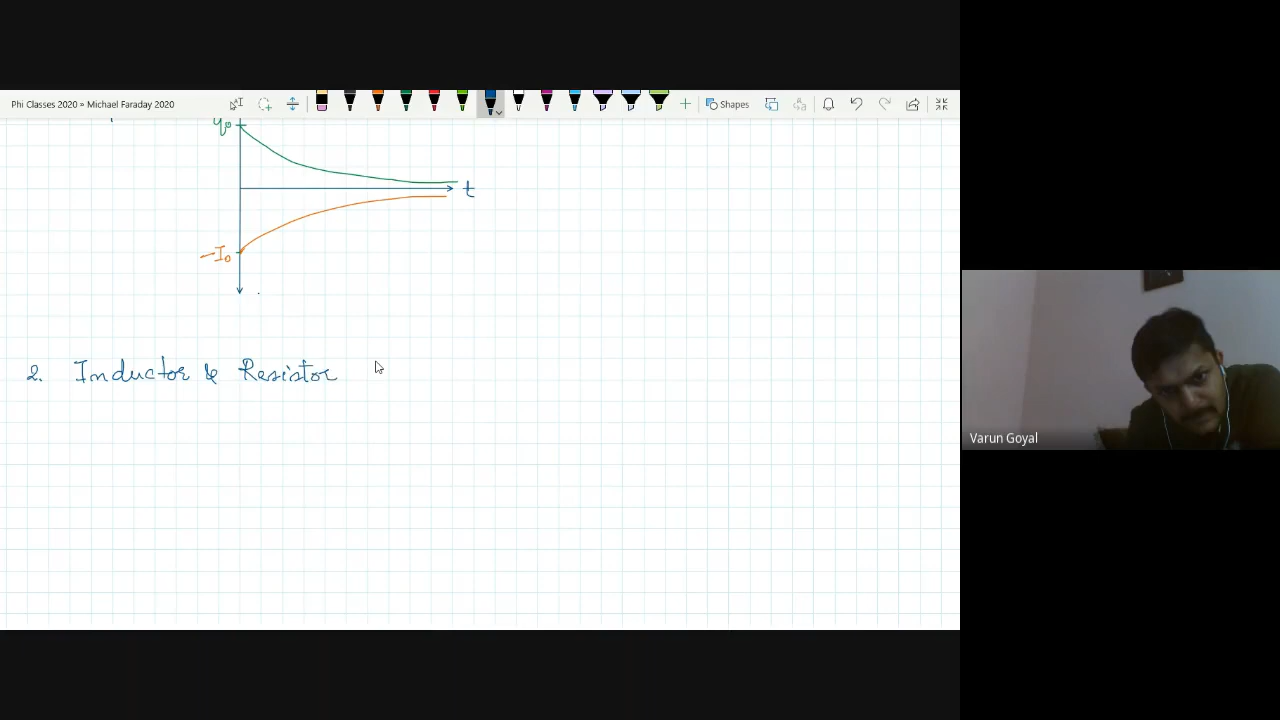 Phi Classes 2020 » Michael Faraday 2020
Shapes
q₀
t
-I₀
2. Inductor & Resistor
Varun Goyal